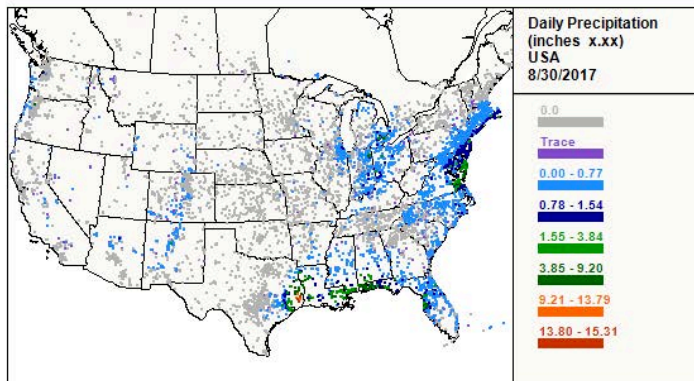 Daily Precipitation
(inches x.xx)
USA
8/30/2017
0.0
Trace
0.00 - 0.77
0.78 - 1.54
1.55 - 3.84
3.85 - 9.20
9.21 - 13.79
13.80 - 15.31